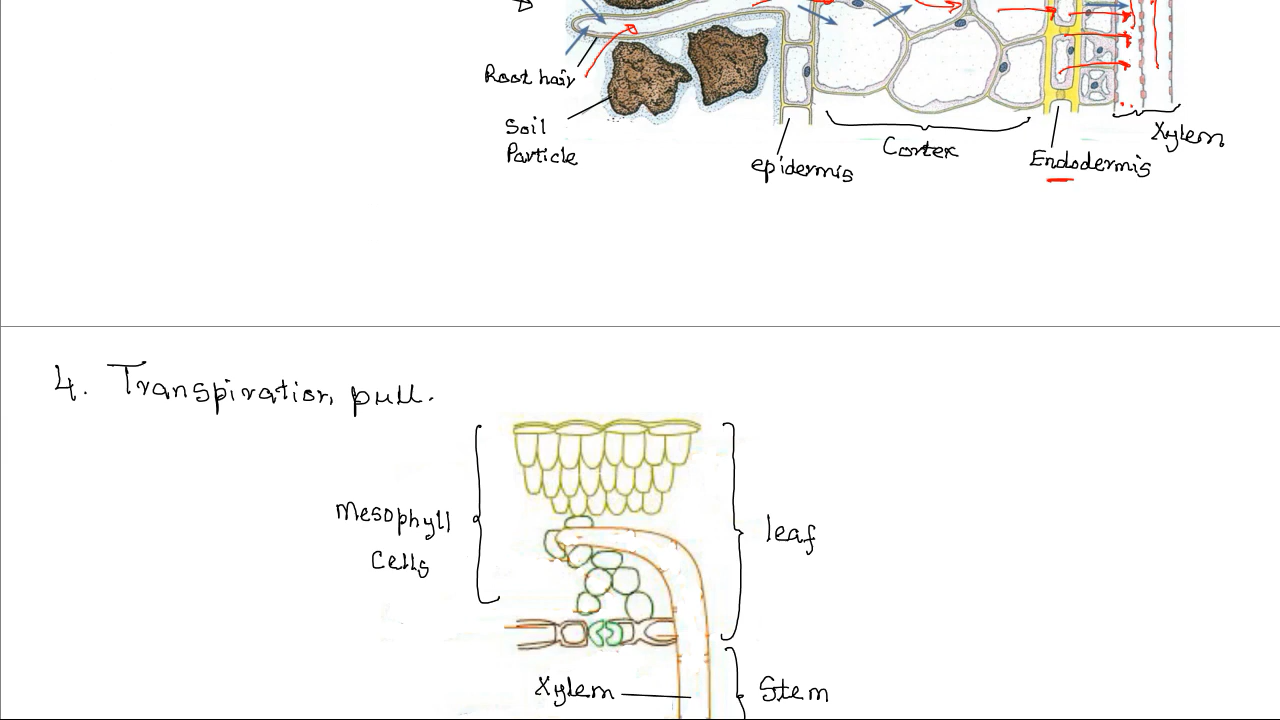 Root hair
Soil
Particle
epidermis
Cortex
Endodermis
Xylem
4. Transpiration pull.
Mesophyll
Cells
leaf
Xylem
Stem